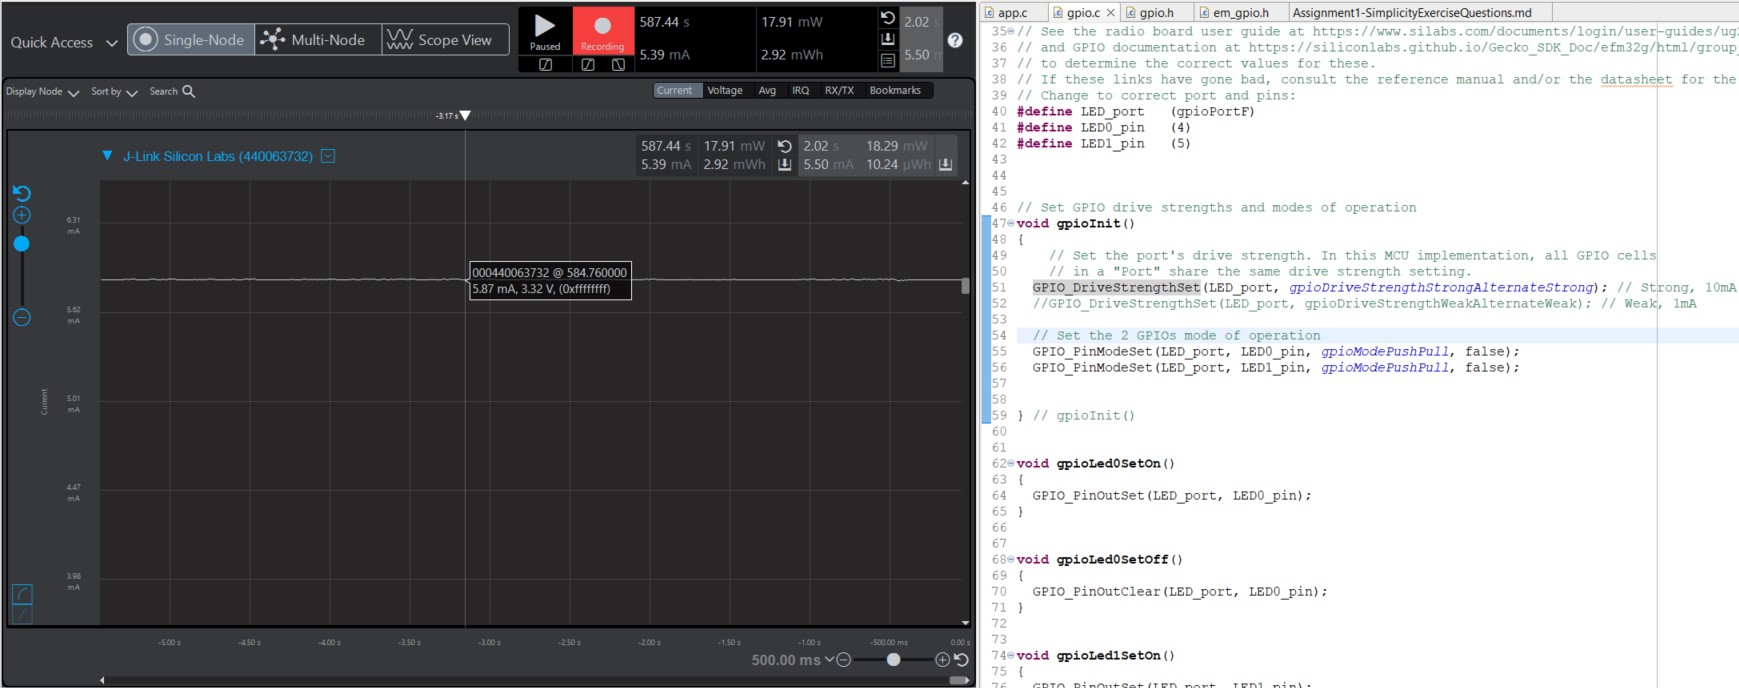 Quick Access
Single-Node
Multi-Node
Scope View
Paused
Recording
587.44 s 17.91 mW
5.39 mA 2.92 mWh
2.02 s
5.50
Display Node
Sort by
Search
Current Voltage Avg IRQ RX/TX Bookmarks
-3.17 s
J-Link Silicon Labs (440063732)
587.44 s 17.91 mW 2.02 s 18.29 mW
5.39 mA 2.92 mWh 5.50 mA 10.24 µWh
6.31
mA
000440063732 @ 584.760000
5.87 mA, 3.32 V, (0xffffffff)
5.62
mA
5.01
mA
Current
4.47
mA
3.98
mA
-5.00 s -4.50 s -4.00 s -3.50 s -3.00 s -2.50 s -2.00 s -1.50 s -1.00 s -500.00 ms 0.00 s
500.00 ms
app.c gpio.c gpio.h em_gpio.h Assignment1-SimplicityExerciseQuestions.md
35 // See the radio board user guide at https://www.silabs.com/documents/login/user-guides/ug
36 // and GPIO documentation at https://siliconlabs.github.io/Gecko_SDK_Doc/efm32g/html/group_
37 // to determine the correct values for these.
38 // If these links have gone bad, consult the reference manual and/or the datasheet for the
39 // Change to correct port and pins:
40 #define LED_port (gpioPortF)
41 #define LED0_pin (4)
42 #define LED1_pin (5)
43
44
45
46 // Set GPIO drive strengths and modes of operation
47 void gpioInit()
48 {
49 // Set the port's drive strength. In this MCU implementation, all GPIO cells
50 // in a "Port" share the same drive strength setting.
51 GPIO_DriveStrengthSet(LED_port, gpioDriveStrengthStrongAlternateStrong); // Strong, 10mA
52 //GPIO_DriveStrengthSet(LED_port, gpioDriveStrengthWeakAlternateWeak); // Weak, 1mA
53
54 // Set the 2 GPIOs mode of operation
55 GPIO_PinModeSet(LED_port, LED0_pin, gpioModePushPull, false);
56 GPIO_PinModeSet(LED_port, LED1_pin, gpioModePushPull, false);
57
58
59 } // gpioInit()
60
61
62 void gpioLed0SetOn()
63 {
64 GPIO_PinOutSet(LED_port, LED0_pin);
65 }
66
67
68 void gpioLed0SetOff()
69 {
70 GPIO_PinOutClear(LED_port, LED0_pin);
71 }
72
73
74 void gpioLed1SetOn()
75 {
76 GPIO_PinOutSet(LED_port, LED1_pin);